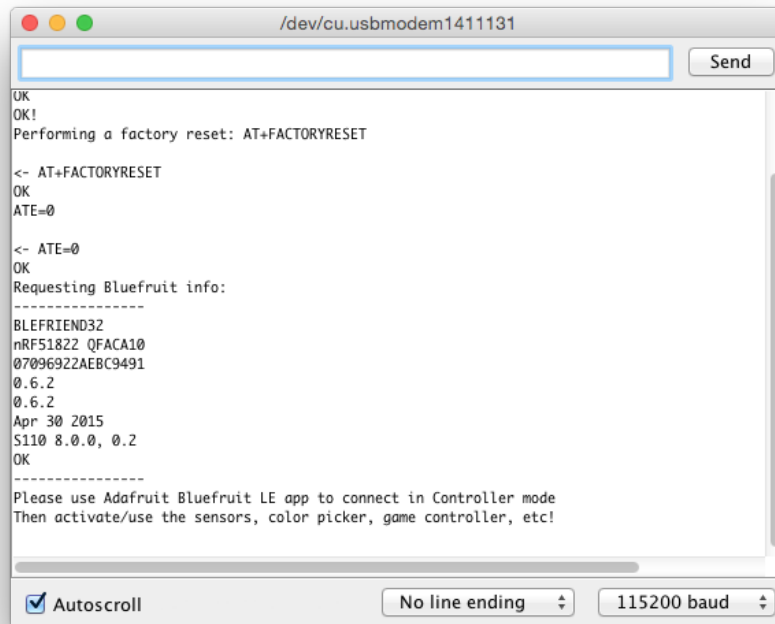 /dev/cu.usbmodem1411131
Send
OK
OK!
Performing a factory reset: AT+FACTORYRESET
<- AT+FACTORYRESET
OK
ATE=0
<- ATE=0
OK
Requesting Bluefruit info:
----------------
BLEFRIEND32
nRF51822 QFACA10
07096922AEBC9491
0.6.2
0.6.2
Apr 30 2015
S110 8.0.0, 0.2
OK
----------------
Please use Adafruit Bluefruit LE app to connect in Controller mode
Then activate/use the sensors, color picker, game controller, etc!
Autoscroll
No line ending
115200 baud